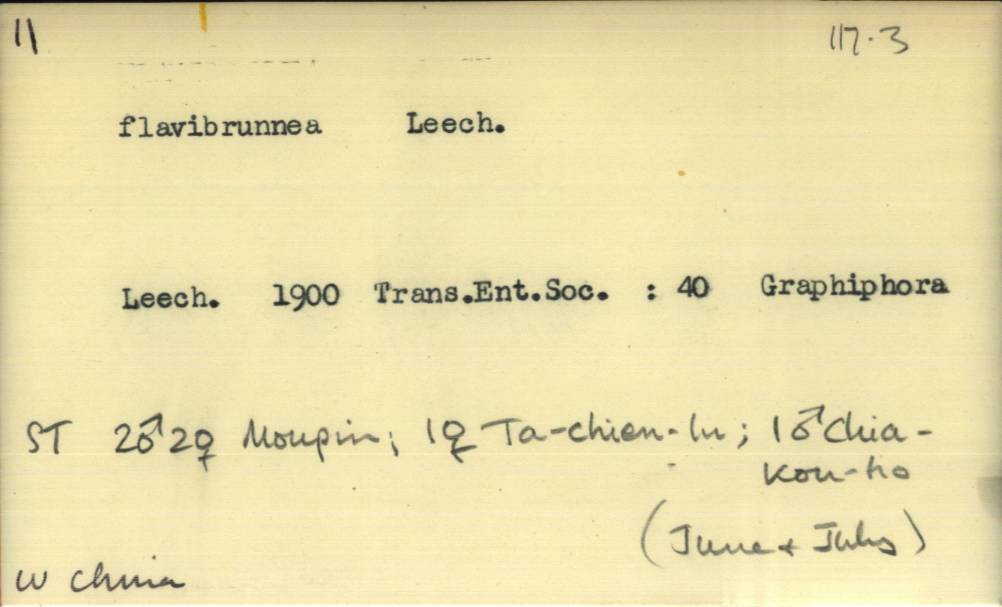 11 117.3
flavibrunnea Leech.
Leech. 1900 Trans.Ent.Soc. : 40 Graphiphora
ST 2♂2♀ Moupin; 1♀ Ta-chien-lu; 1♂ Chia-
kou-ho
(June + July)
W China